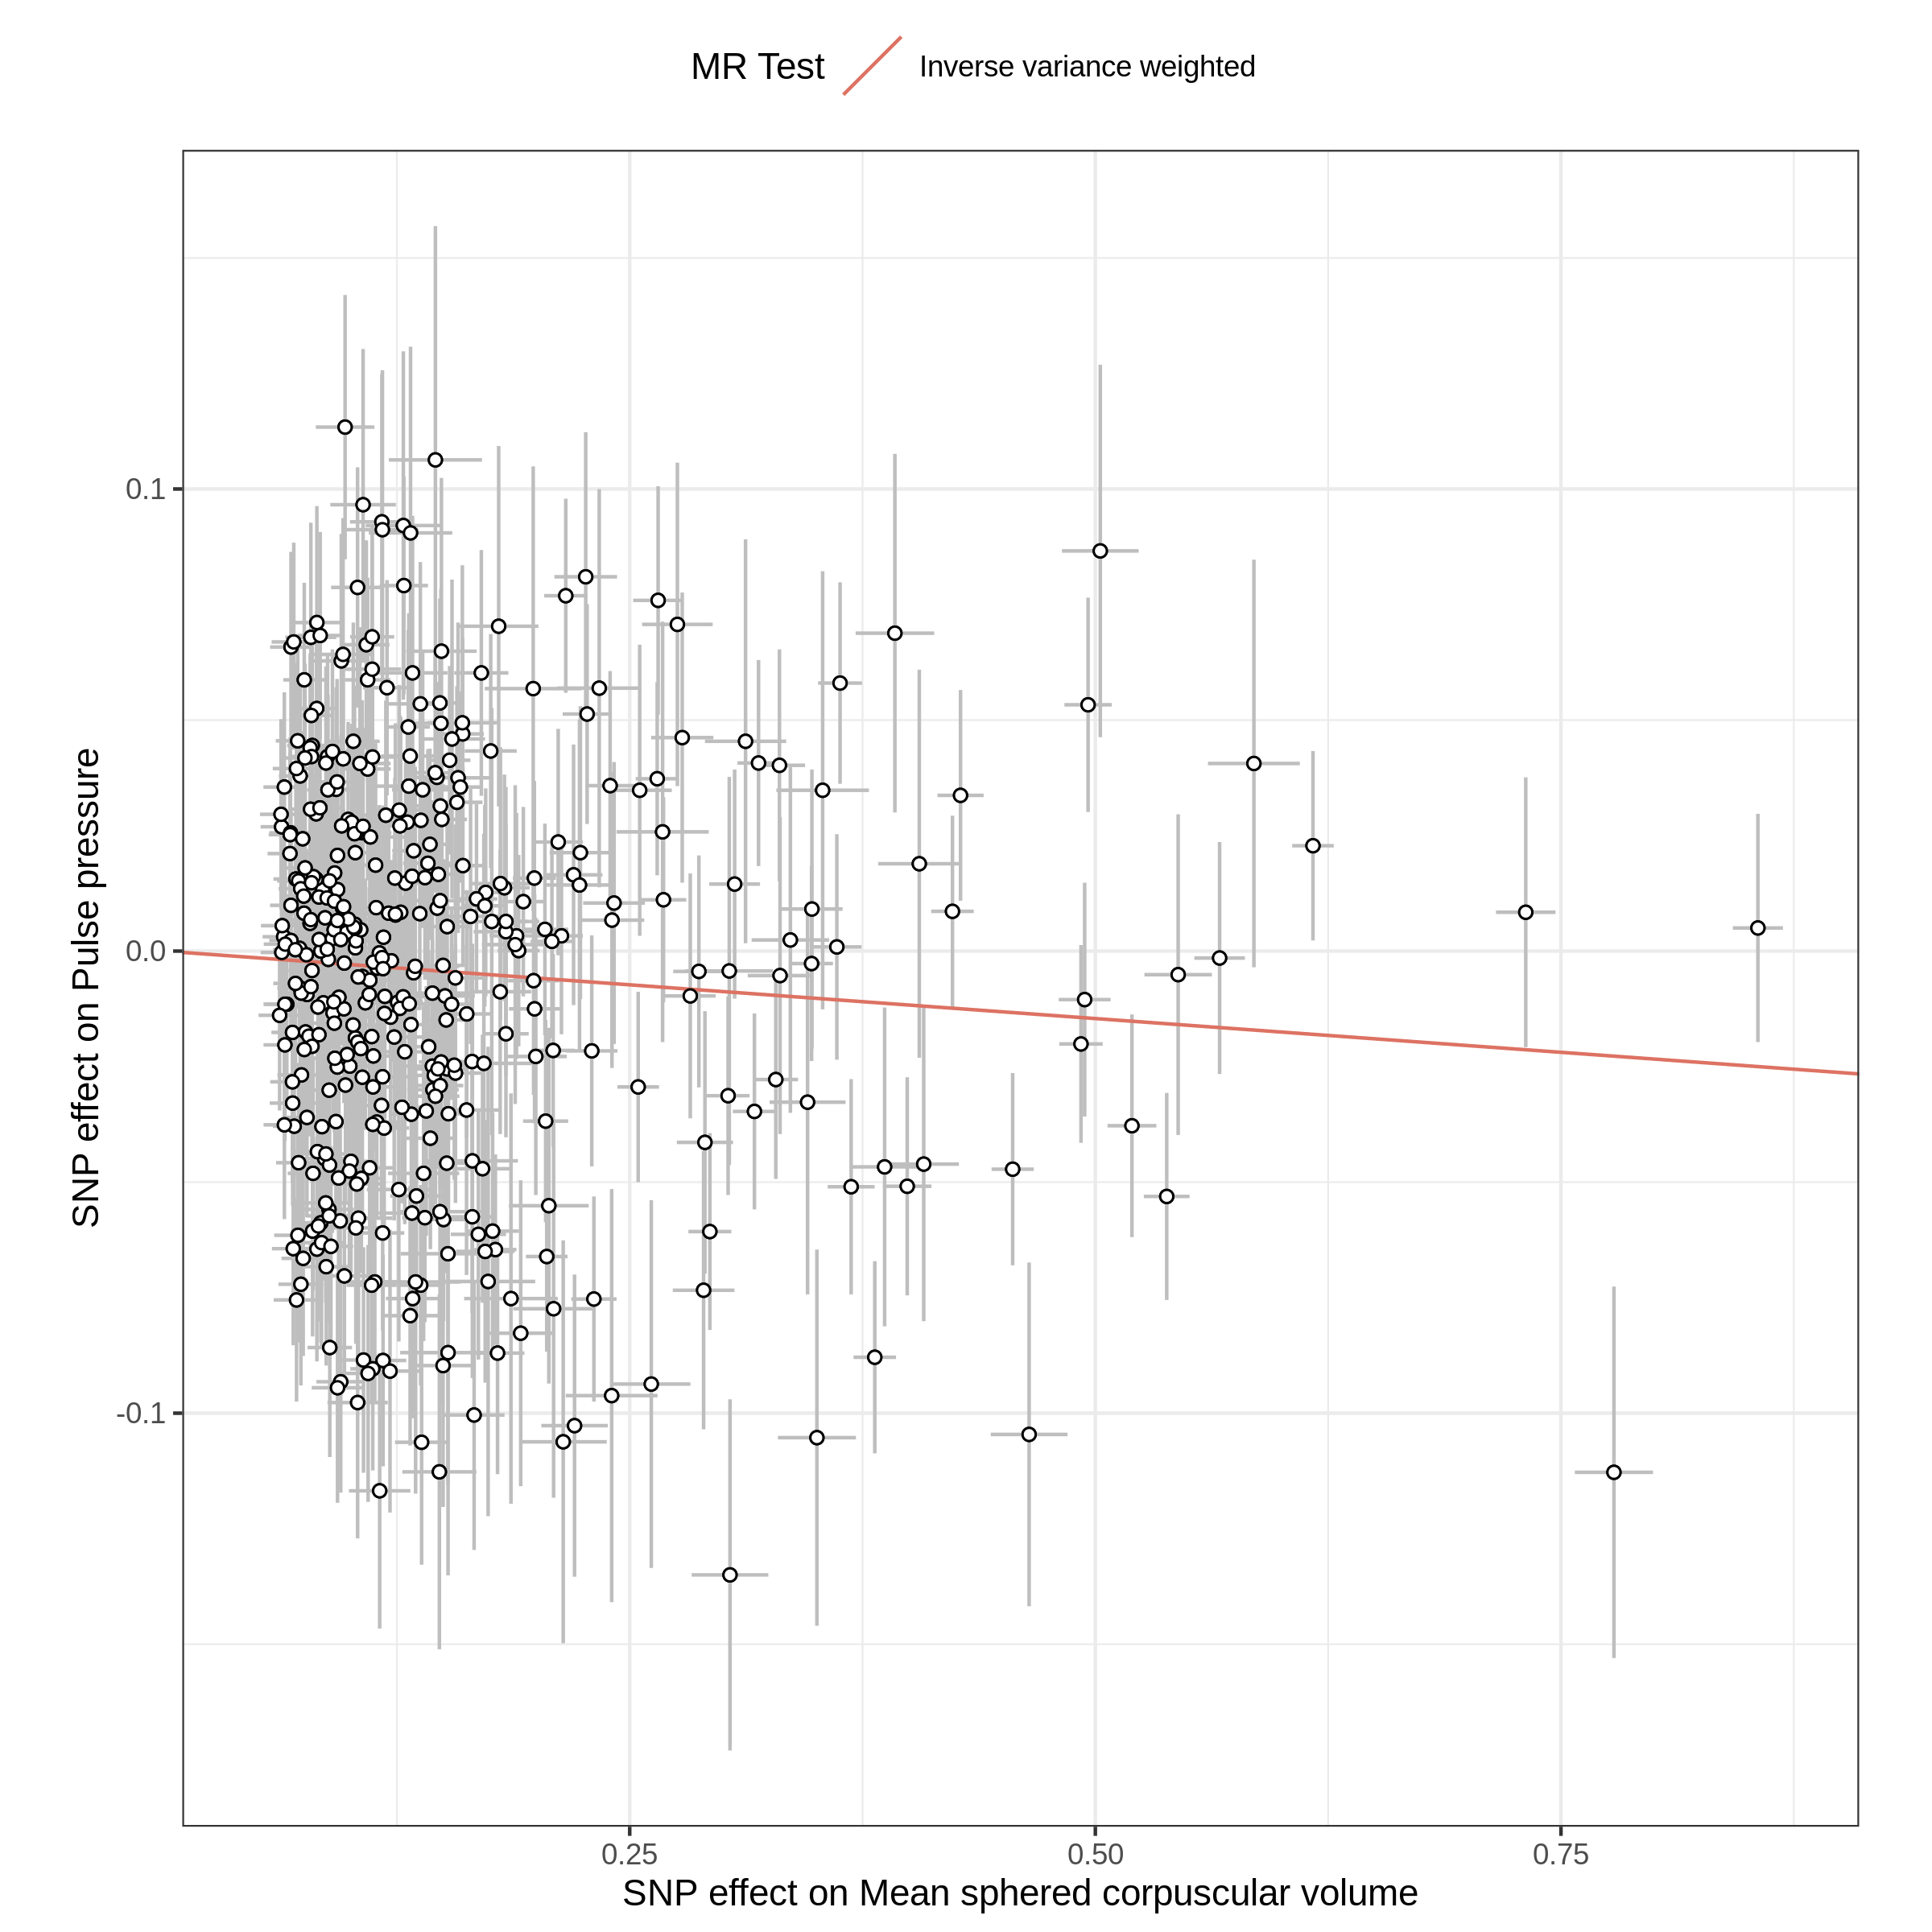 MR Test Inverse variance weighted
0.1
0.0
-0.1
SNP effect on Pulse pressure
0.25 0.50 0.75
SNP effect on Mean sphered corpuscular volume